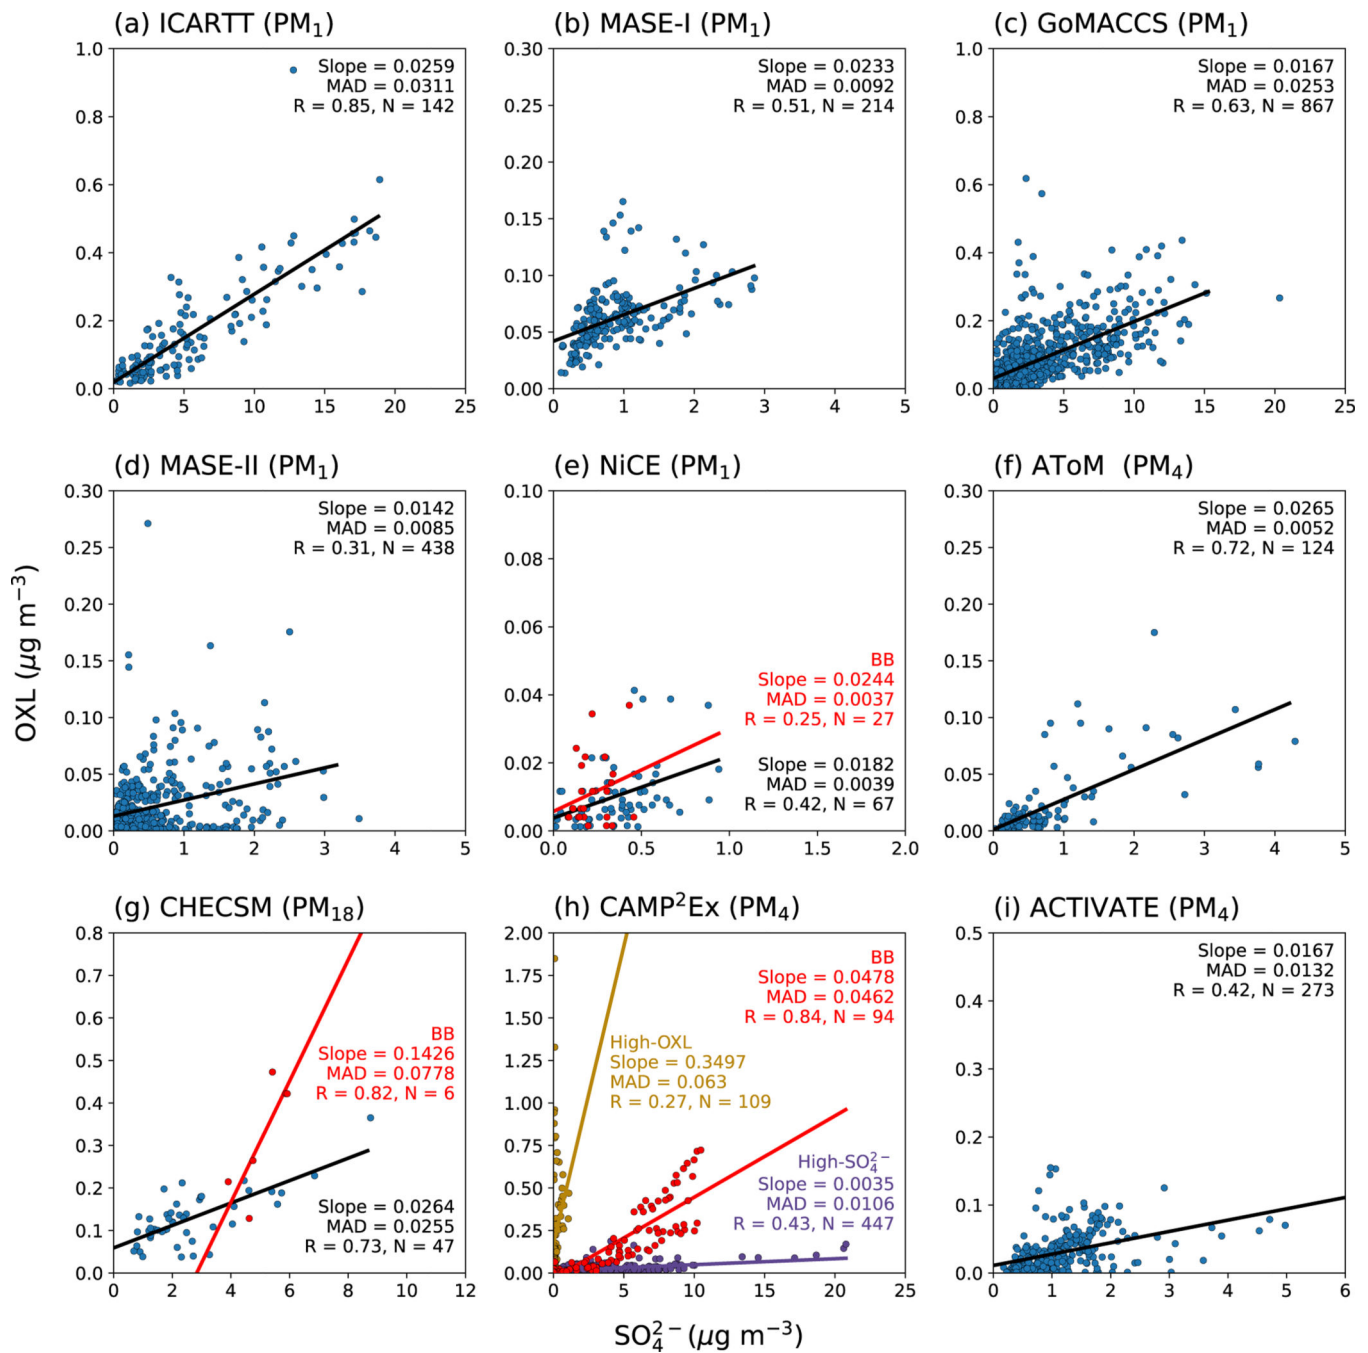 (a) ICARTT (PM₁)
1.0
0.8
0.6
0.4
0.2
0.0
0 5 10 15 20 25
Slope = 0.0259
MAD = 0.0311
R = 0.85, N = 142
(b) MASE-I (PM₁)
0.30
0.25
0.20
0.15
0.10
0.05
0.00
0 1 2 3 4 5
Slope = 0.0233
MAD = 0.0092
R = 0.51, N = 214
(c) GoMACCS (PM₁)
1.0
0.8
0.6
0.4
0.2
0.0
0 5 10 15 20 25
Slope = 0.0167
MAD = 0.0253
R = 0.63, N = 867
OXL (μg m⁻³)
(d) MASE-II (PM₁)
0.30
0.25
0.20
0.15
0.10
0.05
0.00
0 1 2 3 4 5
Slope = 0.0142
MAD = 0.0085
R = 0.31, N = 438
(e) NiCE (PM₁)
0.10
0.08
0.06
0.04
0.02
0.00
0.0 0.5 1.0 1.5 2.0
BB
Slope = 0.0244
MAD = 0.0037
R = 0.25, N = 27
Slope = 0.0182
MAD = 0.0039
R = 0.42, N = 67
(f) AToM (PM₄)
0.30
0.25
0.20
0.15
0.10
0.05
0.00
0 1 2 3 4 5
Slope = 0.0265
MAD = 0.0052
R = 0.72, N = 124
(g) CHECSM (PM₁₈)
0.8
0.7
0.6
0.5
0.4
0.3
0.2
0.1
0.0
0 2 4 6 8 10 12
BB
Slope = 0.1426
MAD = 0.0778
R = 0.82, N = 6
Slope = 0.0264
MAD = 0.0255
R = 0.73, N = 47
(h) CAMP²Ex (PM₄)
2.00
1.75
1.50
1.25
1.00
0.75
0.50
0.25
0.00
0 5 10 15 20 25
BB
Slope = 0.0478
MAD = 0.0462
R = 0.84, N = 94
High-OXL
Slope = 0.3497
MAD = 0.063
R = 0.27, N = 109
High-SO₄²⁻
Slope = 0.0035
MAD = 0.0106
R = 0.43, N = 447
(i) ACTIVATE (PM₄)
0.5
0.4
0.3
0.2
0.1
0.0
0 1 2 3 4 5 6
Slope = 0.0167
MAD = 0.0132
R = 0.42, N = 273
SO₄²⁻ (μg m⁻³)